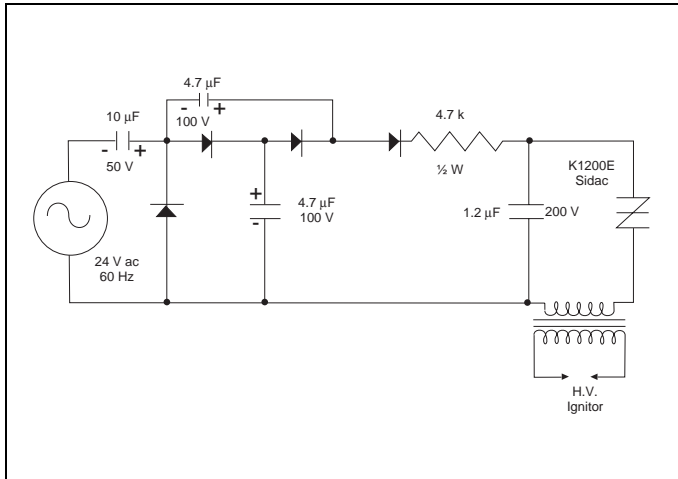 4.7 μF
- +
100 V
10 μF
- +
50 V
4.7 k
½ W
K1200E
Sidac
+
4.7 μF
100 V
-
1.2 μF
200 V
24 V ac
60 Hz
H.V.
Ignitor